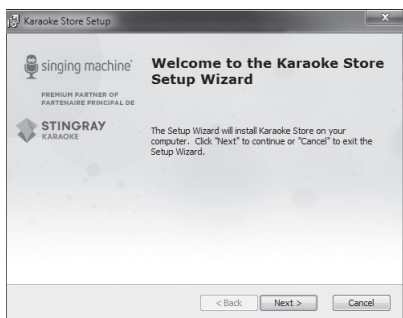 Karaoke Store Setup
singing machine®
PREMIUM PARTNER OF
PARTENAIRE PRINCIPAL DE
STINGRAY
KARAOKE
Welcome to the Karaoke Store
Setup Wizard
The Setup Wizard will install Karaoke Store on your
computer. Click "Next" to continue or "Cancel" to exit the
Setup Wizard.
< Back
Next >
Cancel